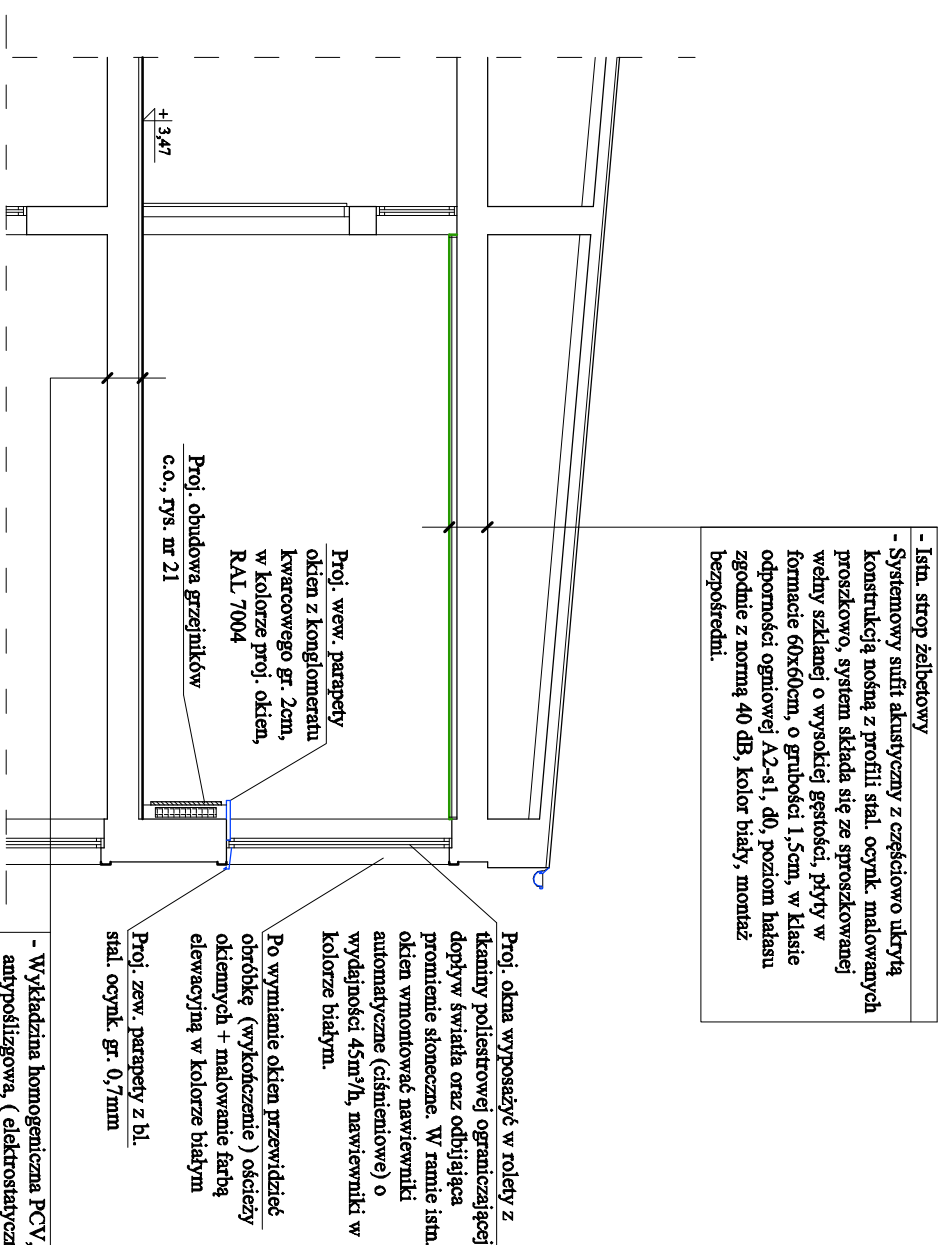 - Istn. strop żelbetowy
- Systemowy sufit akustyczny z częściowo ukrytą
konstrukcją nośną z profili stal. ocynk. malowanych
proszkowo, system składa się ze sproszkowanej
wełny szklanej o wysokiej gęstości, płyty w
formacie 60x60cm, o grubości 1,5cm, w klasie
odporności ogniowej A2-s1, d0, poziom hałasu
zgodnie z normą 40 dB, kolor biały, montaż
bezpośredni.
+ 3,47
Proj. wew. parapety
okien z konglomeratu
kwarcowego gr. 2cm,
w kolorze proj. okien,
RAL 7004
Proj. obudowa grzejników
c.o., rys. nr 21
Proj. okna wyposażyć w rolety z
tkaniny poliestrowej ograniczającej
dopływ światła oraz odbijająca
promienie słoneczne. W ramie istn.
okien wmontować nawiewniki
automatyczne (ciśnieniowe) o
wydajności 45m³/h, nawiewniki w
kolorze białym.
Po wymianie okien przewidzieć
obróbkę (wykończenie ) ościeży
okiennych + malowanie farbą
elewacyjną w kolorze białym
Proj. zew. parapety z bl.
stal. ocynk. gr. 0,7mm
- Wykładzina homogeniczna PCV,
antypoślizgowa, ( elektrostatyczn